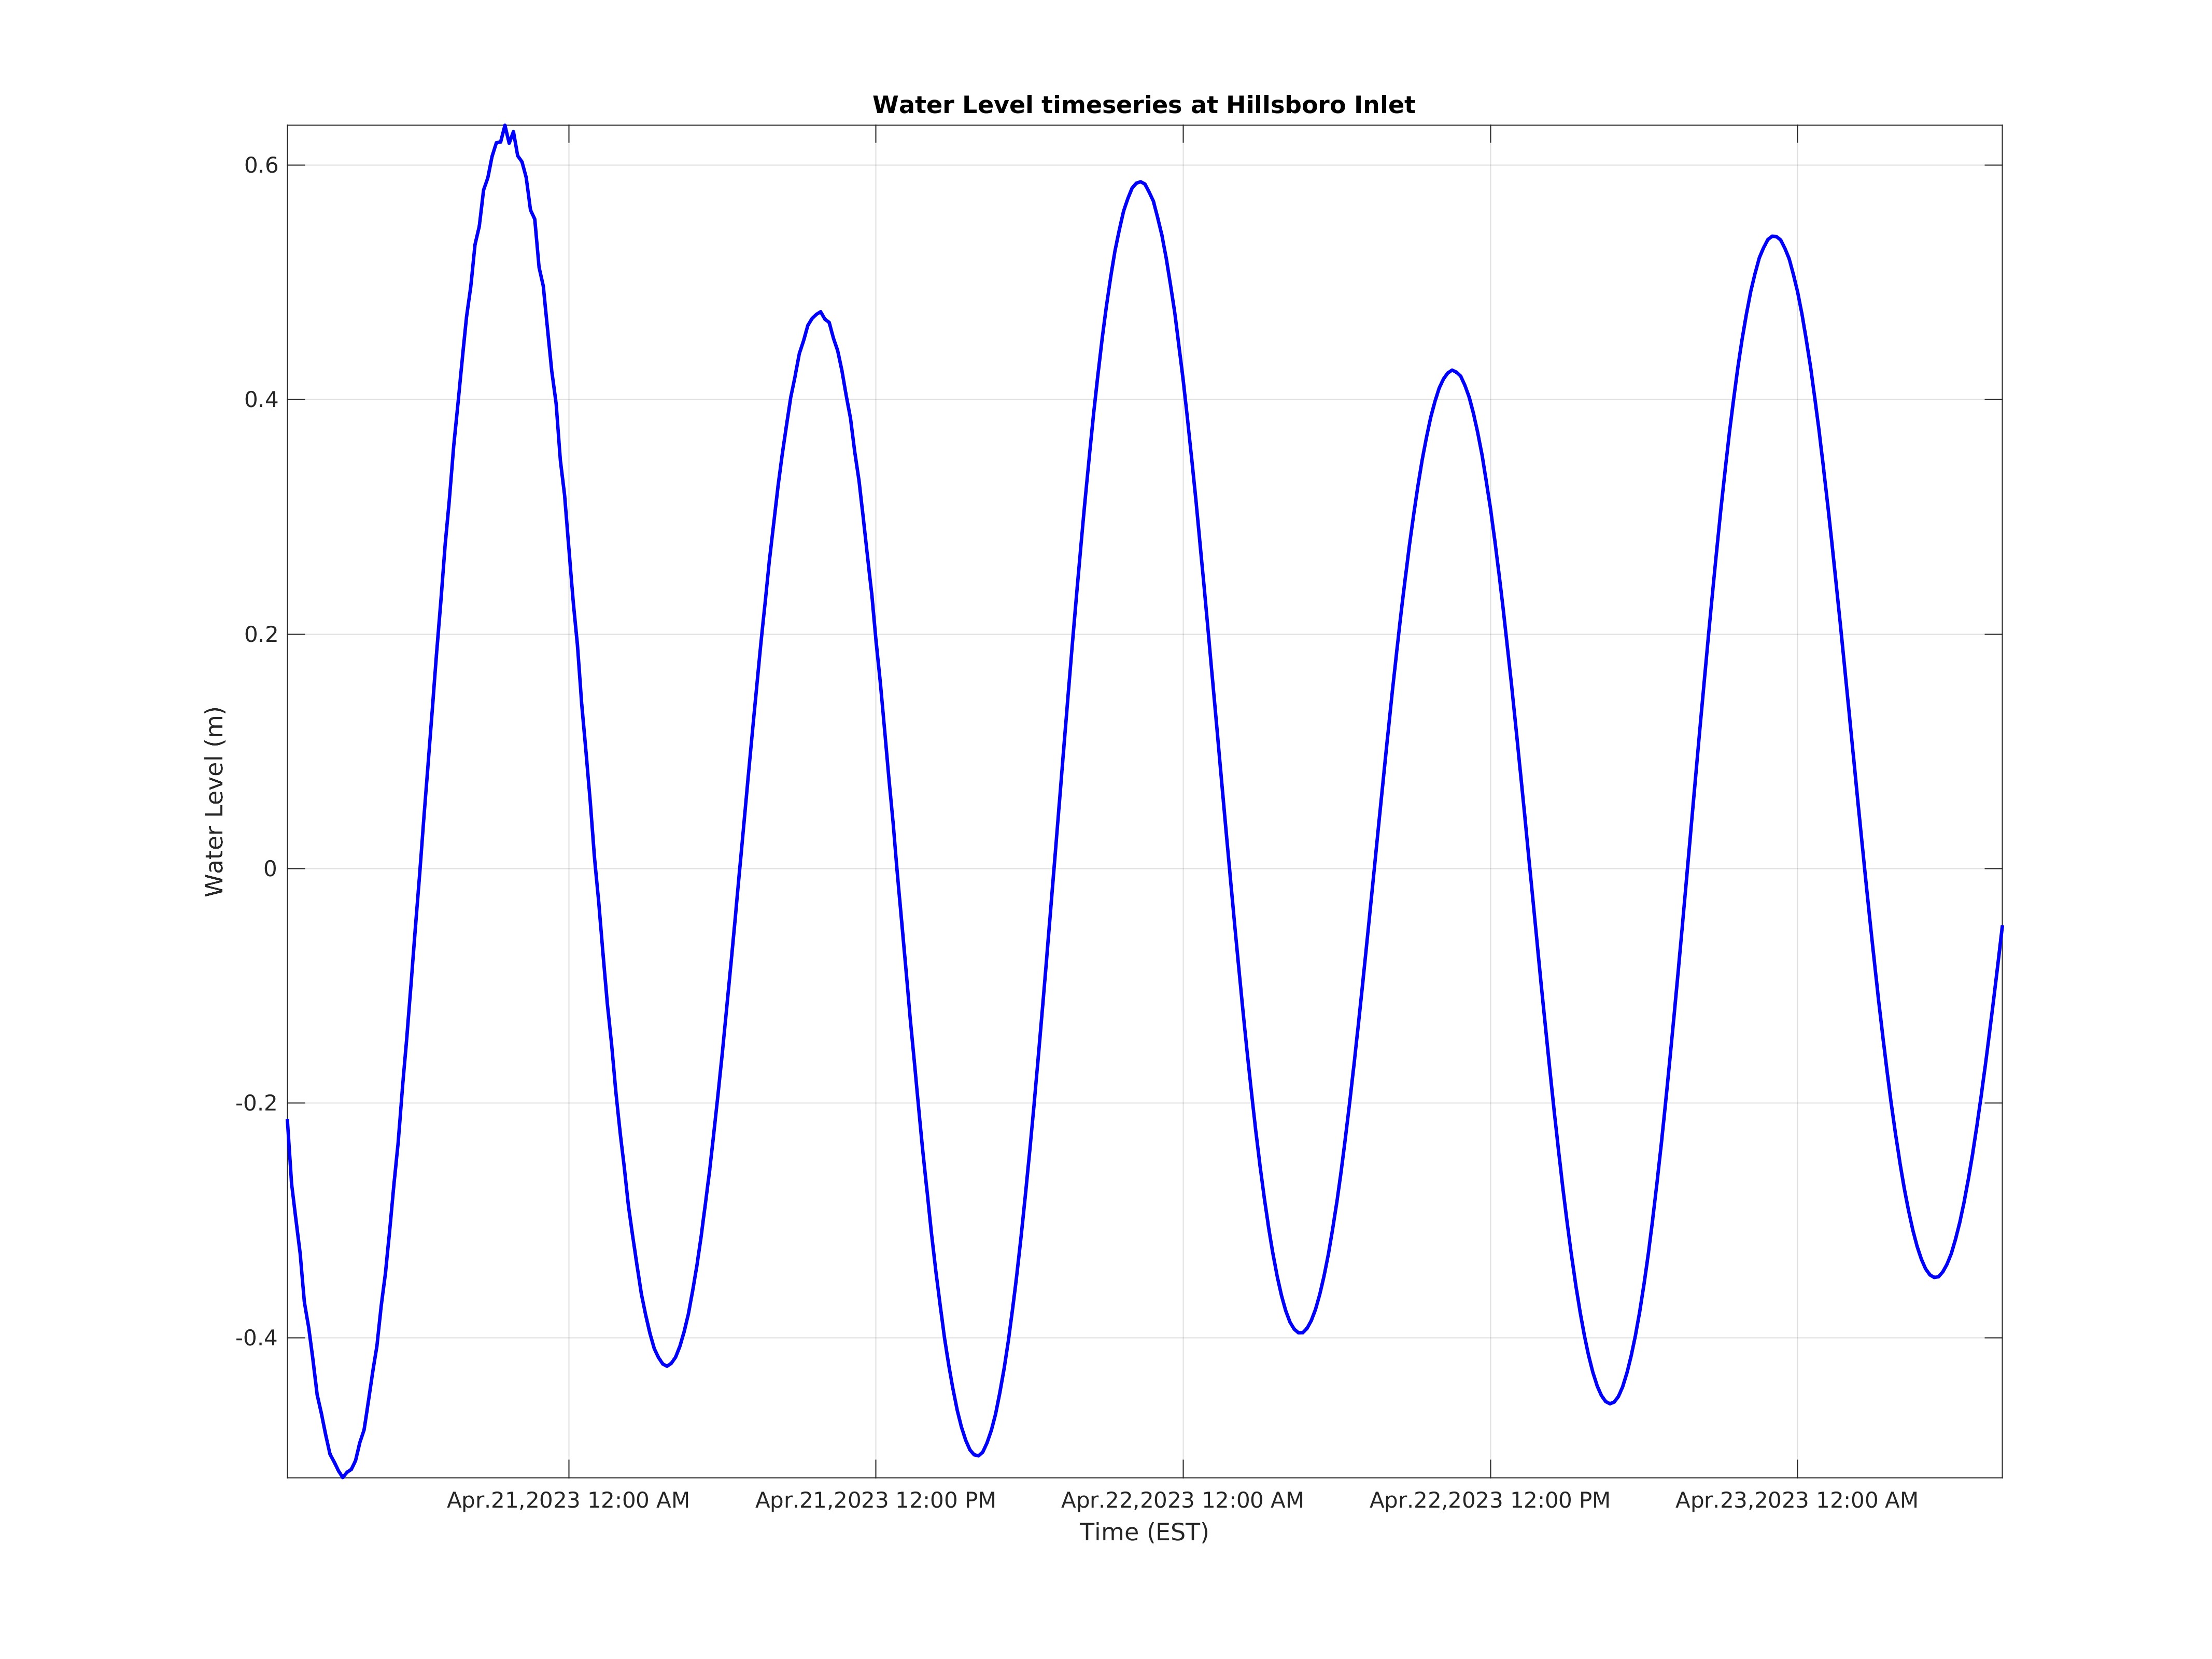 Water Level timeseries at Hillsboro Inlet
0.6
0.4
0.2
0
-0.2
-0.4
Water Level (m)
Apr.21,2023 12:00 AM
Apr.21,2023 12:00 PM
Apr.22,2023 12:00 AM
Apr.22,2023 12:00 PM
Apr.23,2023 12:00 AM
Time (EST)